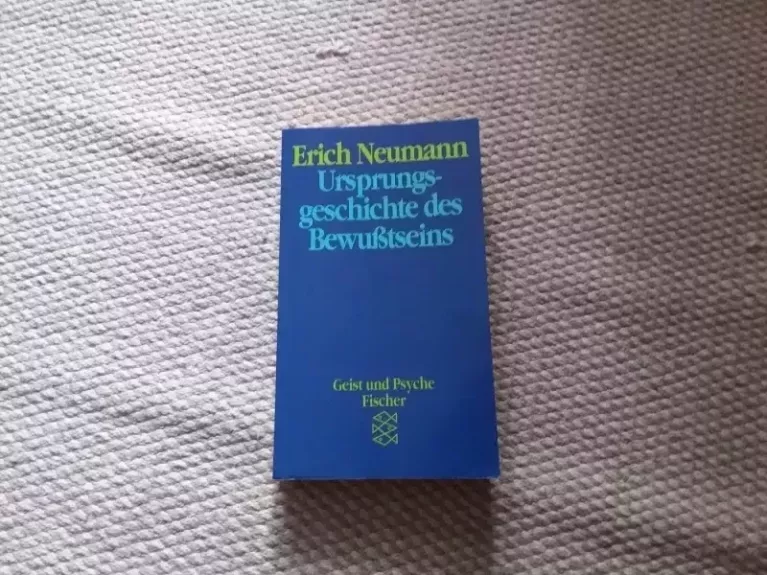 Erich Neumann
Ursprungs-
geschichte des
Bewußtseins
Geist und Psyche
Fischer